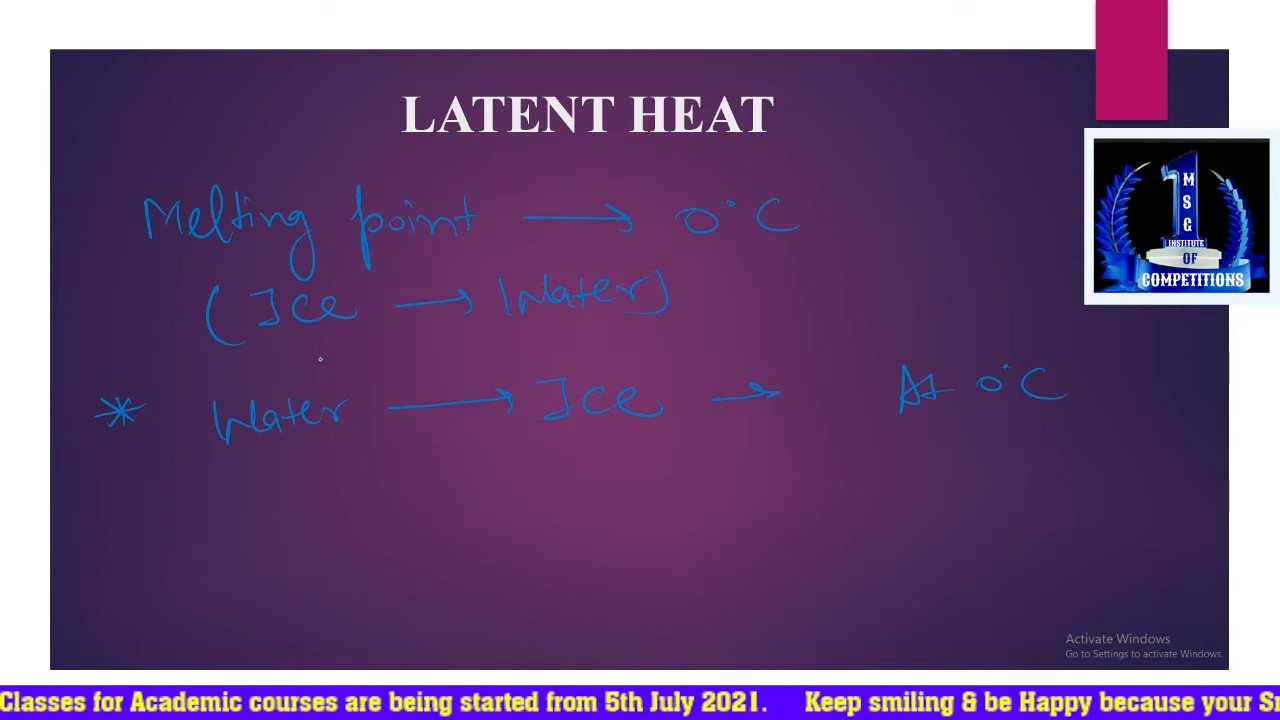 LATENT HEAT
Melting point → 0°C
(Ice → Water)
* Water → Ice → At 0°C
1
MSG
INSTITUTE
OF
COMPETITIONS
Activate Windows
Go to Settings to activate Windows.
Classes for Academic courses are being started from 5th July 2021. Keep smiling & be Happy because your